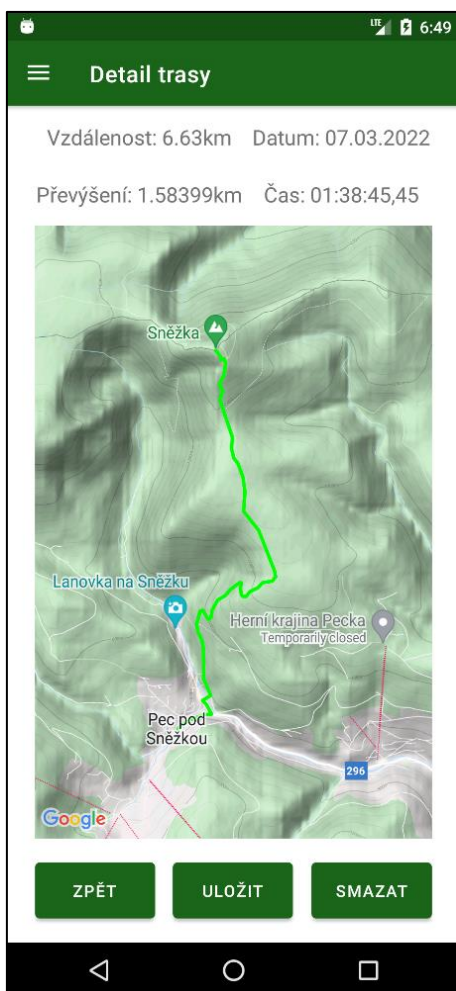 LTE 6:49
Detail trasy
Vzdálenost: 6.63km Datum: 07.03.2022
Převýšení: 1.58399km Čas: 01:38:45,45
Sněžka
Lanovka na Sněžku
Herní krajina Pecka
Temporarily closed
Pec pod
Sněžkou
296
Google
ZPĚT ULOŽIT SMAZAT